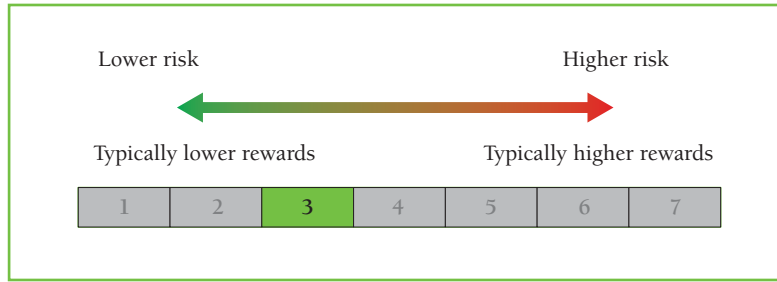 Lower risk Higher risk
Typically lower rewards Typically higher rewards
1 2 3 4 5 6 7